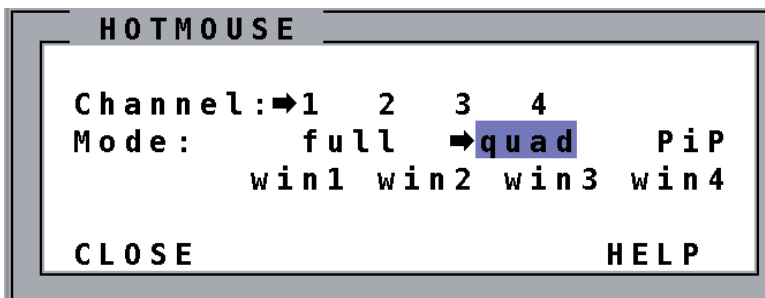 HOTMOUSE
Channel:➡1 2 3 4
Mode: full ➡quad PiP
win1 win2 win3 win4
CLOSE HELP